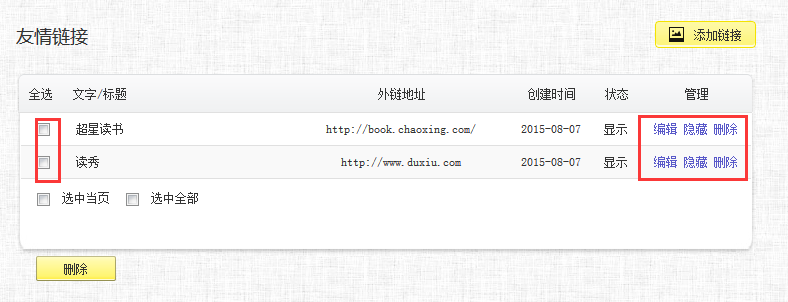 友情链接
添加链接
全选 文字/标题 外链地址 创建时间 状态 管理
超星读书 http://book.chaoxing.com/ 2015-08-07 显示 编辑 隐藏 删除
读秀 http://www.duxiu.com 2015-08-07 显示 编辑 隐藏 删除
选中当页 选中全部
删除